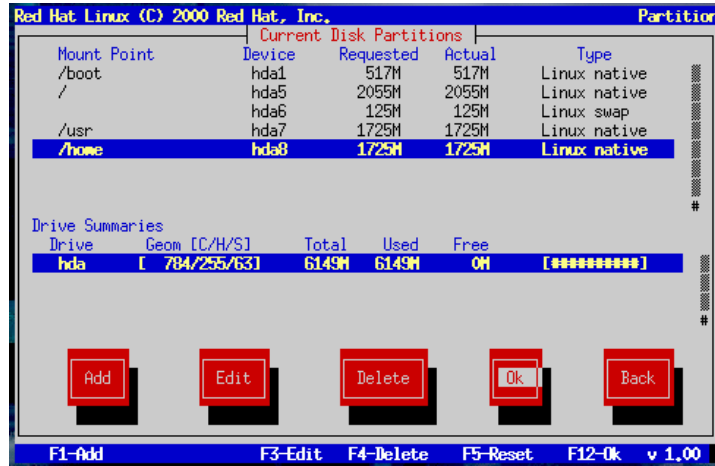 Red Hat Linux (C) 2000 Red Hat, Inc. Partition
Current Disk Partitions
Mount Point Device Requested Actual Type
/boot hda1 517M 517M Linux native
/ hda5 2055M 2055M Linux native
hda6 125M 125M Linux swap
/usr hda7 1725M 1725M Linux native
/home hda8 1725M 1725M Linux native
#
Drive Summaries
Drive Geom [C/H/S] Total Used Free
hda [ 784/255/63] 6149M 6149M 0M [##########]
#
Add Edit Delete Ok Back
F1-Add F3-Edit F4-Delete F5-Reset F12-Ok v 1.00